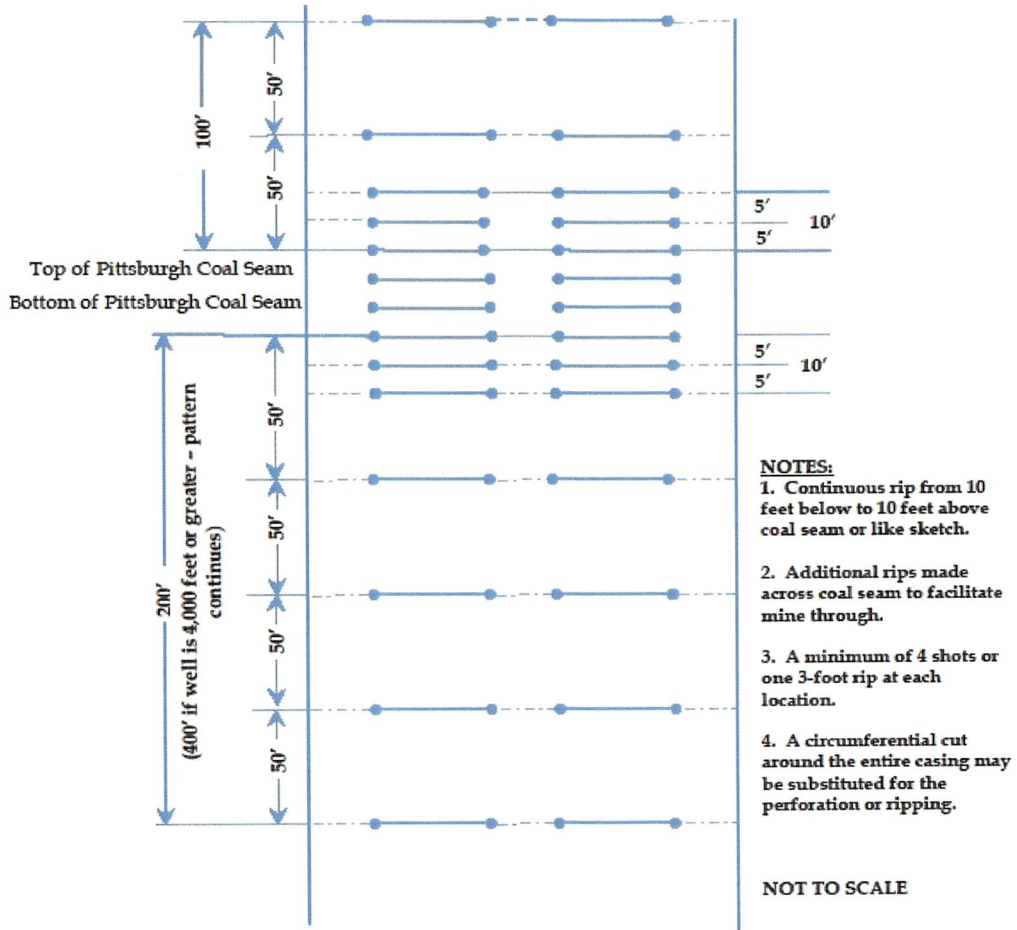 100'
50'
50'
5'
5'
10'
Top of Pittsburgh Coal Seam
Bottom of Pittsburgh Coal Seam
5'
5'
10'
200'
(400' if well is 4,000 feet or greater – pattern
continues)
50'
50'
50'
50'
NOTES:
1. Continuous rip from 10
feet below to 10 feet above
coal seam or like sketch.
2. Additional rips made
across coal seam to facilitate
mine through.
3. A minimum of 4 shots or
one 3-foot rip at each
location.
4. A circumferential cut
around the entire casing may
be substituted for the
perforation or ripping.
NOT TO SCALE